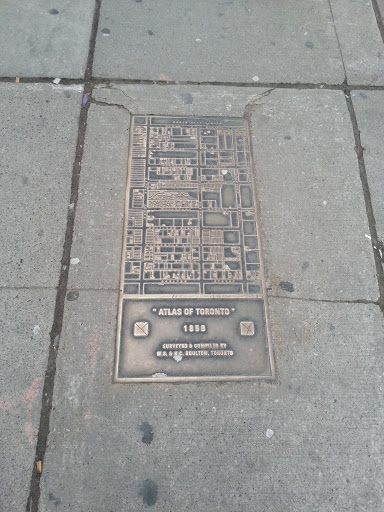 " ATLAS OF TORONTO "
1858
SURVEYED & COMPILED BY
W.S. & H.C. BOULTON, TORONTO